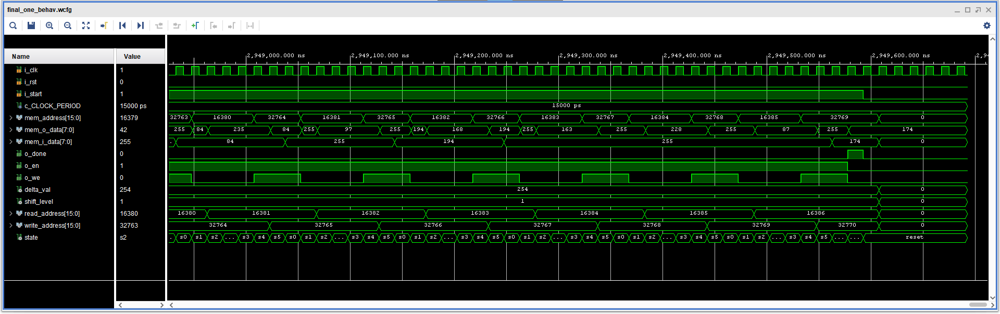 final_one_behav.wcfg
Name Value
2,949,000.000 ns 2,949,100.000 ns 2,949,200.000 ns 2,949,300.000 ns 2,949,400.000 ns 2,949,500.000 ns 2,949,600.000 ns 2,94
i_clk 1
i_rst 0
i_start 1
c_CLOCK_PERIOD 15000 ps 15000 ps
mem_address[15:0] 16379 32763 16380 32764 16381 32765 16382 32766 16383 32767 16384 32768 16385 32769 0
mem_o_data[7:0] 42 255 84 235 84 255 97 255 194 168 194 255 163 255 228 255 87 255 174
mem_i_data[7:0] 255 . 84 255 194 255 174 0
o_done 0
o_en 1
o_we 0
delta_val 254 254 0
shift_level 1 1 0
read_address[15:0] 16380 16380 16381 16382 16383 16384 16385 16386 0
write_address[15:0] 32763 32764 32765 32766 32767 32768 32769 32770 0
state s2 . s0 s1 s2 ... s3 s4 s5 s0 s1 s2 ... s3 s4 s5 s0 s1 s2 ... s3 s4 s5 s0 s1 s2 ... s3 s4 s5 s0 s1 s2 ... s3 s4 s5 s0 s1 s2 ... s3 s4 s5 ... ... reset